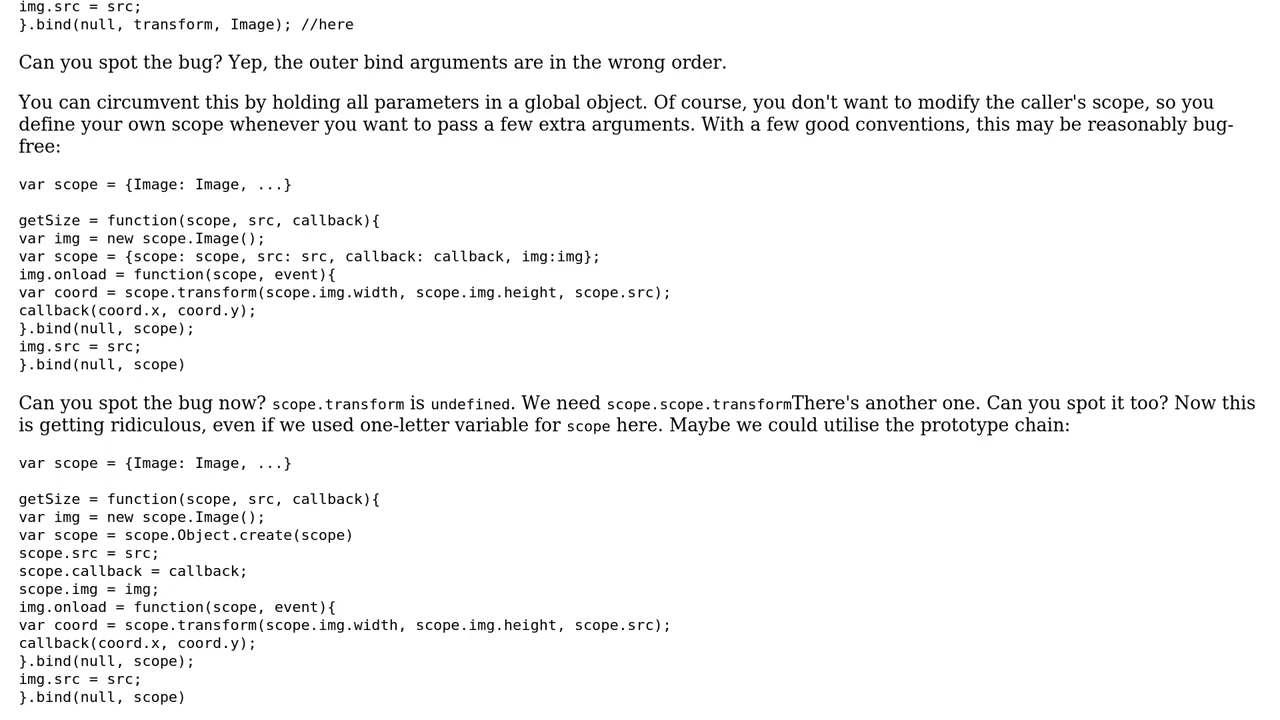 img.src = src;
}.bind(null, transform, Image); //here
Can you spot the bug? Yep, the outer bind arguments are in the wrong order.
You can circumvent this by holding all parameters in a global object. Of course, you don't want to modify the caller's scope, so you
define your own scope whenever you want to pass a few extra arguments. With a few good conventions, this may be reasonably bug-
free:
var scope = {Image: Image, ...}
getSize = function(scope, src, callback){
var img = new scope.Image();
var scope = {scope: scope, src: src, callback: callback, img:img};
img.onload = function(scope, event){
var coord = scope.transform(scope.img.width, scope.img.height, scope.src);
callback(coord.x, coord.y);
}.bind(null, scope);
img.src = src;
}.bind(null, scope)
Can you spot the bug now? scope.transform is undefined. We need scope.scope.transformThere's another one. Can you spot it too? Now this
is getting ridiculous, even if we used one-letter variable for scope here. Maybe we could utilise the prototype chain:
var scope = {Image: Image, ...}
getSize = function(scope, src, callback){
var img = new scope.Image();
var scope = scope.Object.create(scope)
scope.src = src;
scope.callback = callback;
scope.img = img;
img.onload = function(scope, event){
var coord = scope.transform(scope.img.width, scope.img.height, scope.src);
callback(coord.x, coord.y);
}.bind(null, scope);
img.src = src;
}.bind(null, scope)